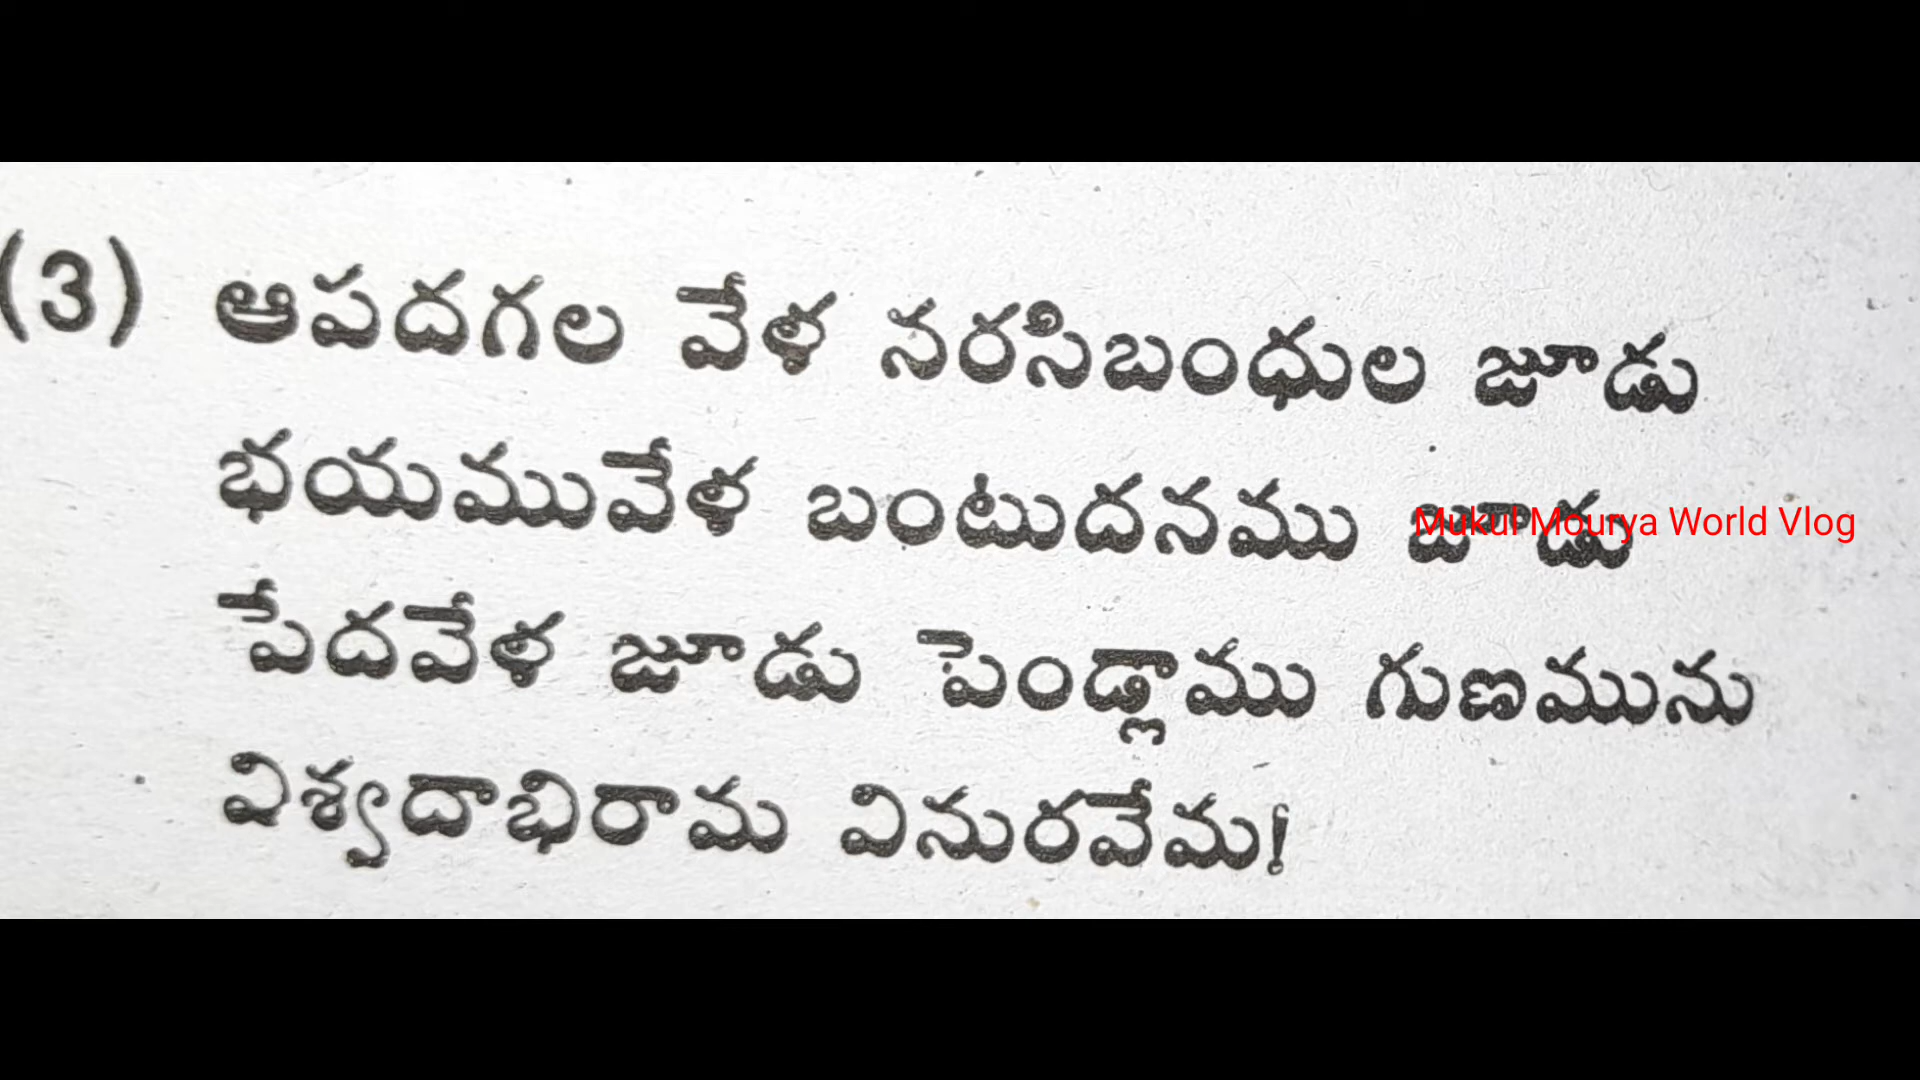 (3) ఆపదగల వేళ నరసిబంధుల జూడు
భయమువేళ బంటుదనము జూడు
Mukul Mourya World Vlog
పేదవేళ జూడు పెండ్లాము గుణమును
విశ్వదాభిరామ వినురవేమ!